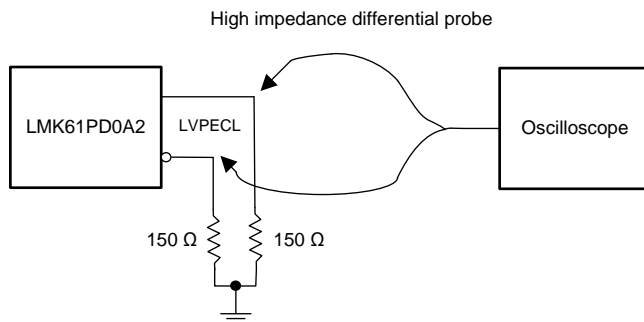 High impedance differential probe
LMK61PD0A2
LVPECL
Oscilloscope
150 Ω
150 Ω